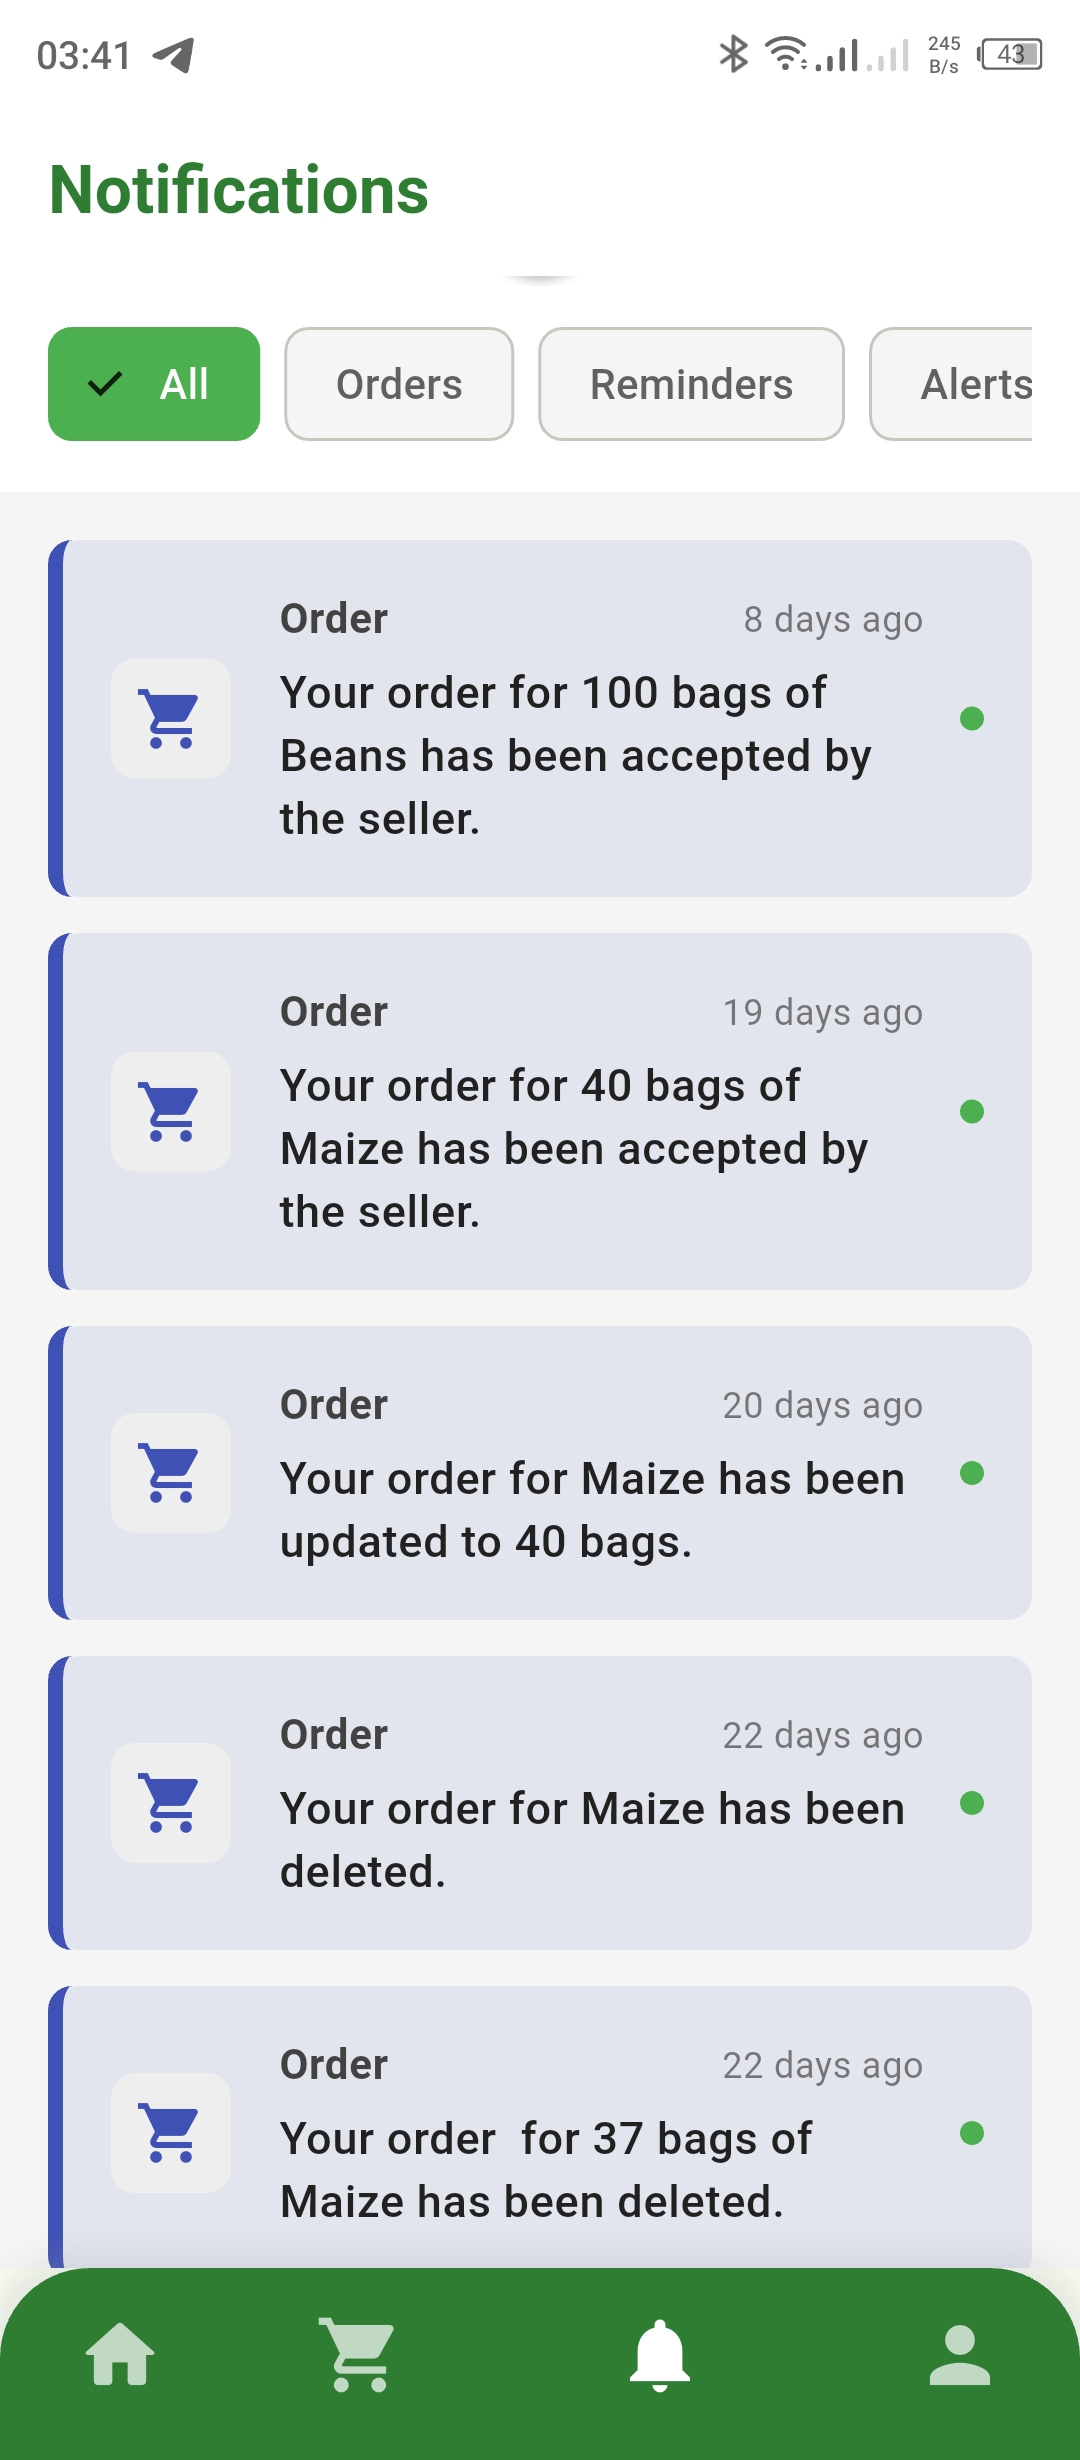 03:41
245
B/s
43
Notifications
All
Orders
Reminders
Alerts
Order
8 days ago
Your order for 100 bags of
Beans has been accepted by
the seller.
Order
19 days ago
Your order for 40 bags of
Maize has been accepted by
the seller.
Order
20 days ago
Your order for Maize has been
updated to 40 bags.
Order
22 days ago
Your order for Maize has been
deleted.
Order
22 days ago
Your order  for 37 bags of
Maize has been deleted.